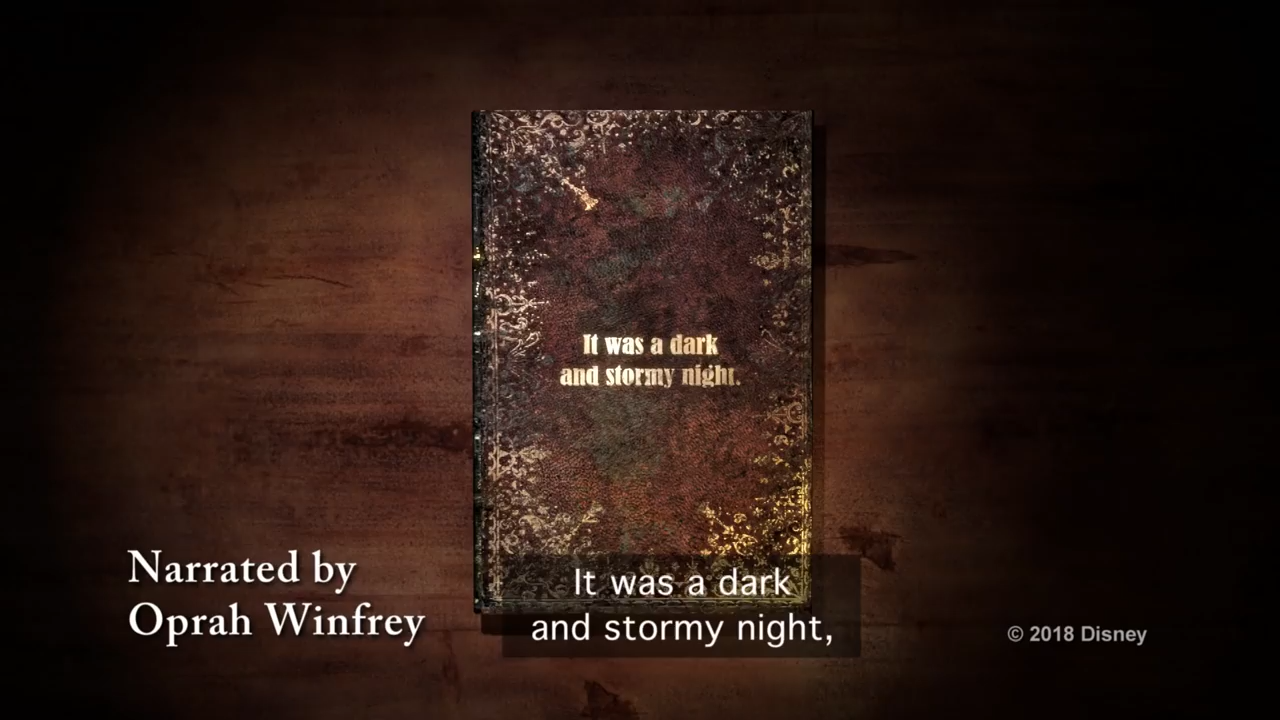 It was a dark
and stormy night.
Narrated by
Oprah Winfrey
It was a dark
and stormy night,
© 2018 Disney